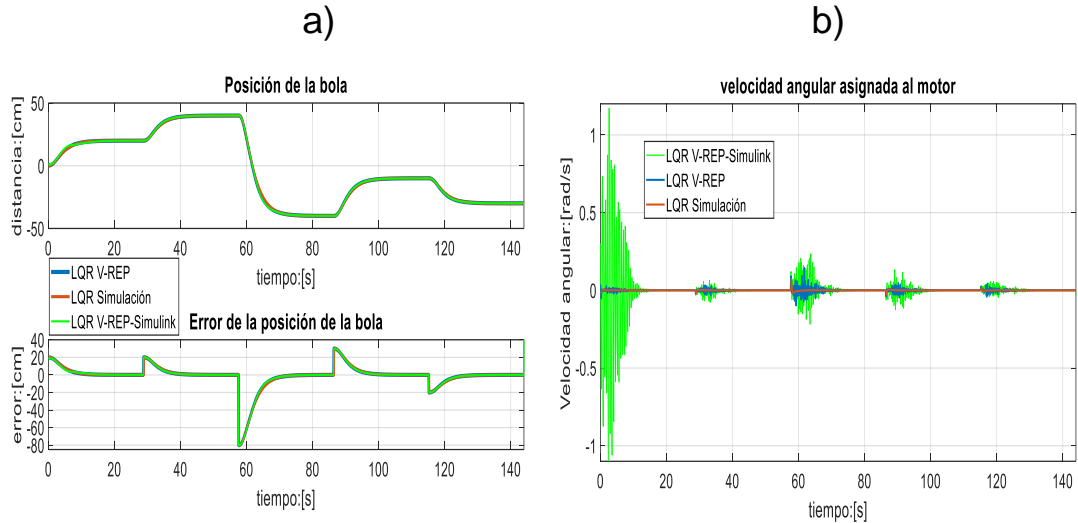 a)
Posición de la bola
distancia:[cm]
50
0
-50
0 20 40 60 80 100 120 140
tiempo:[s]
LQR V-REP
LQR Simulación
LQR V-REP-Simulink
Error de la posición de la bola
error:[cm]
40
20
0
-20
-40
-60
-80
0 20 40 60 80 100 120 140
tiempo:[s]
b)
velocidad angular asignada al motor
Velocidad angular:[rad/s]
1
0.5
0
-0.5
-1
LQR V-REP-Simulink
LQR V-REP
LQR Simulación
0 20 40 60 80 100 120 140
tiempo:[s]